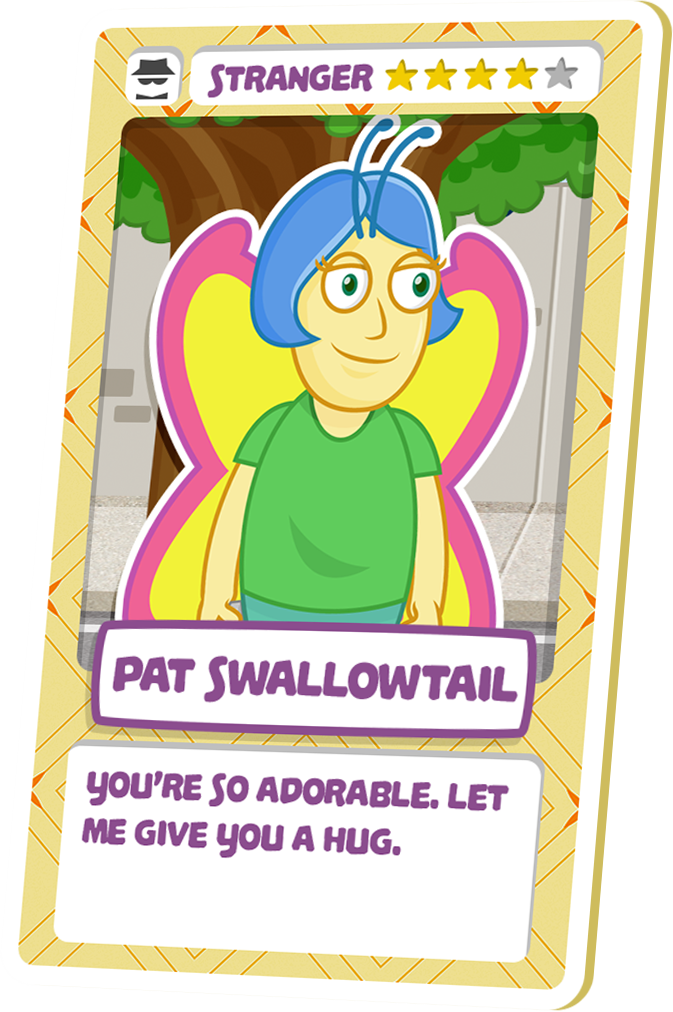 STRANGER
PAT SWALLOWTAIL
YOU'RE SO ADORABLE. LET
ME GIVE YOU A HUG.